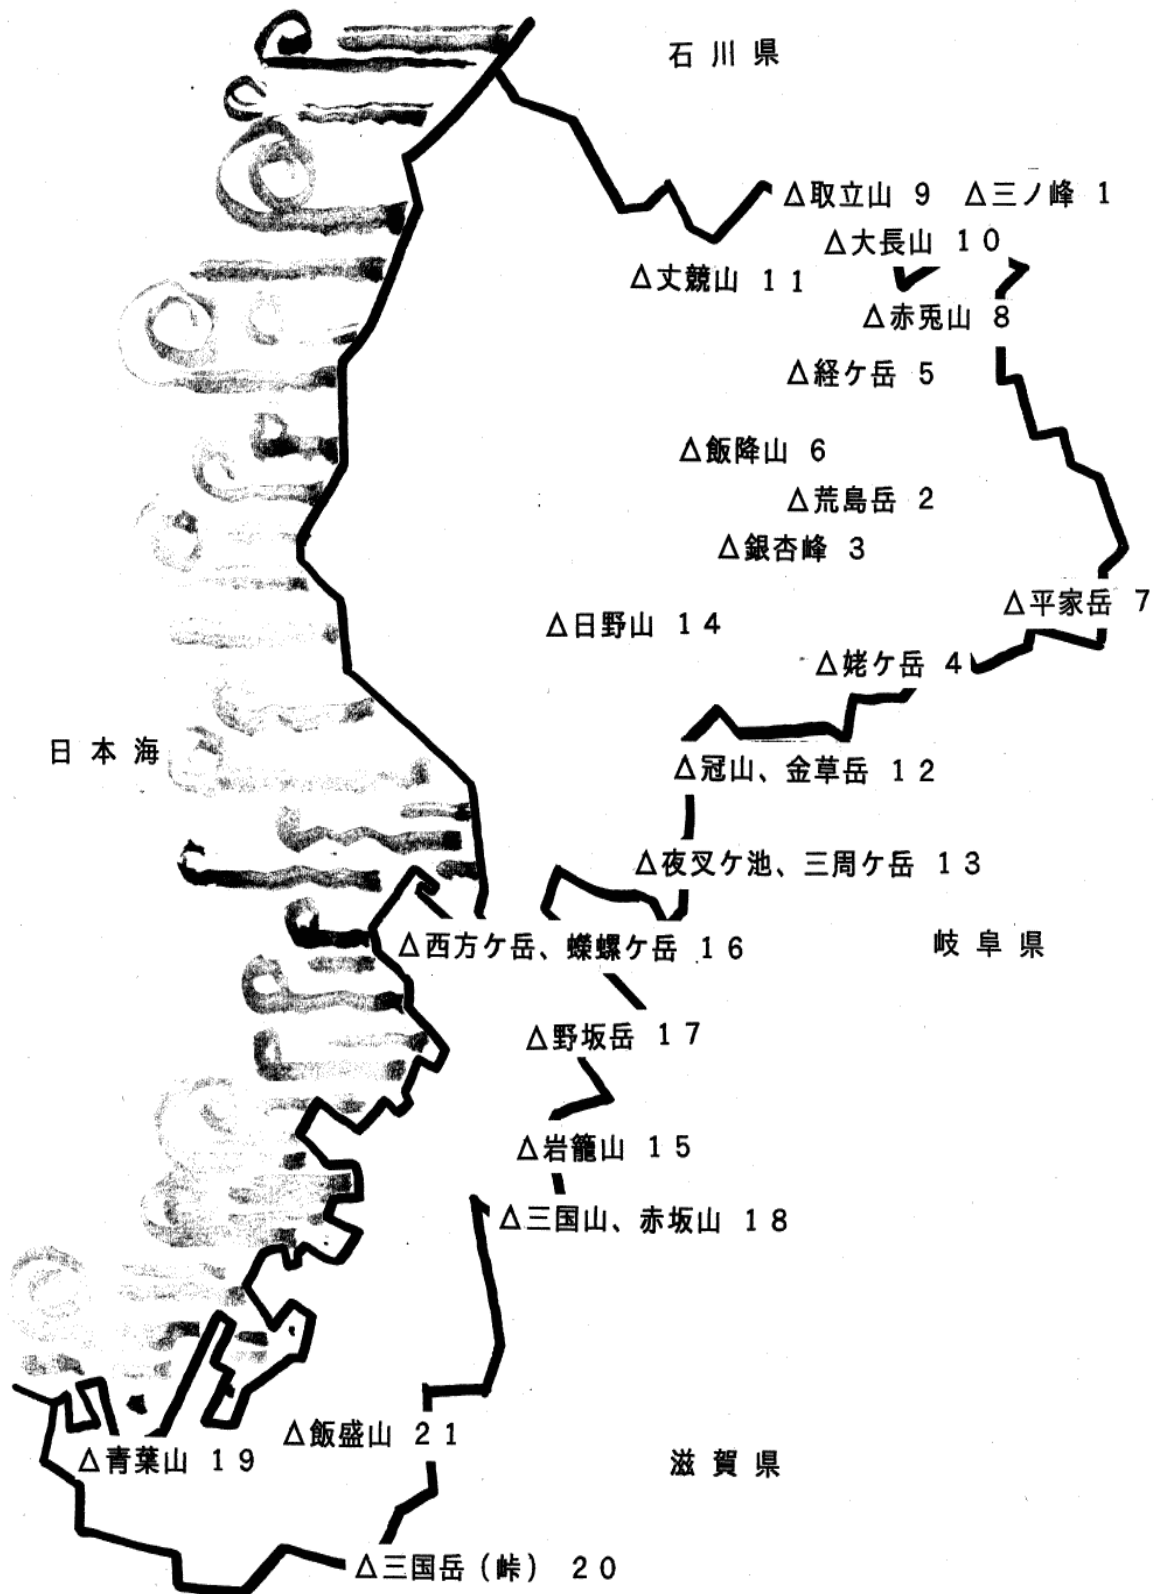 石川県
△取立山 9 △三ノ峰 1
△大長山 10
△丈競山 11
△赤兎山 8
△経ケ岳 5
△飯降山 6
△荒島岳 2
△銀杏峰 3
△平家岳 7
△日野山 14
△姥ケ岳 4
日本海
△冠山、金草岳 12
△夜叉ケ池、三周ケ岳 13
△西方ケ岳、蠑螺ケ岳 16
岐阜県
△野坂岳 17
△岩籠山 15
△三国山、赤坂山 18
△飯盛山 21
△青葉山 19
滋賀県
△三国岳（峠） 20